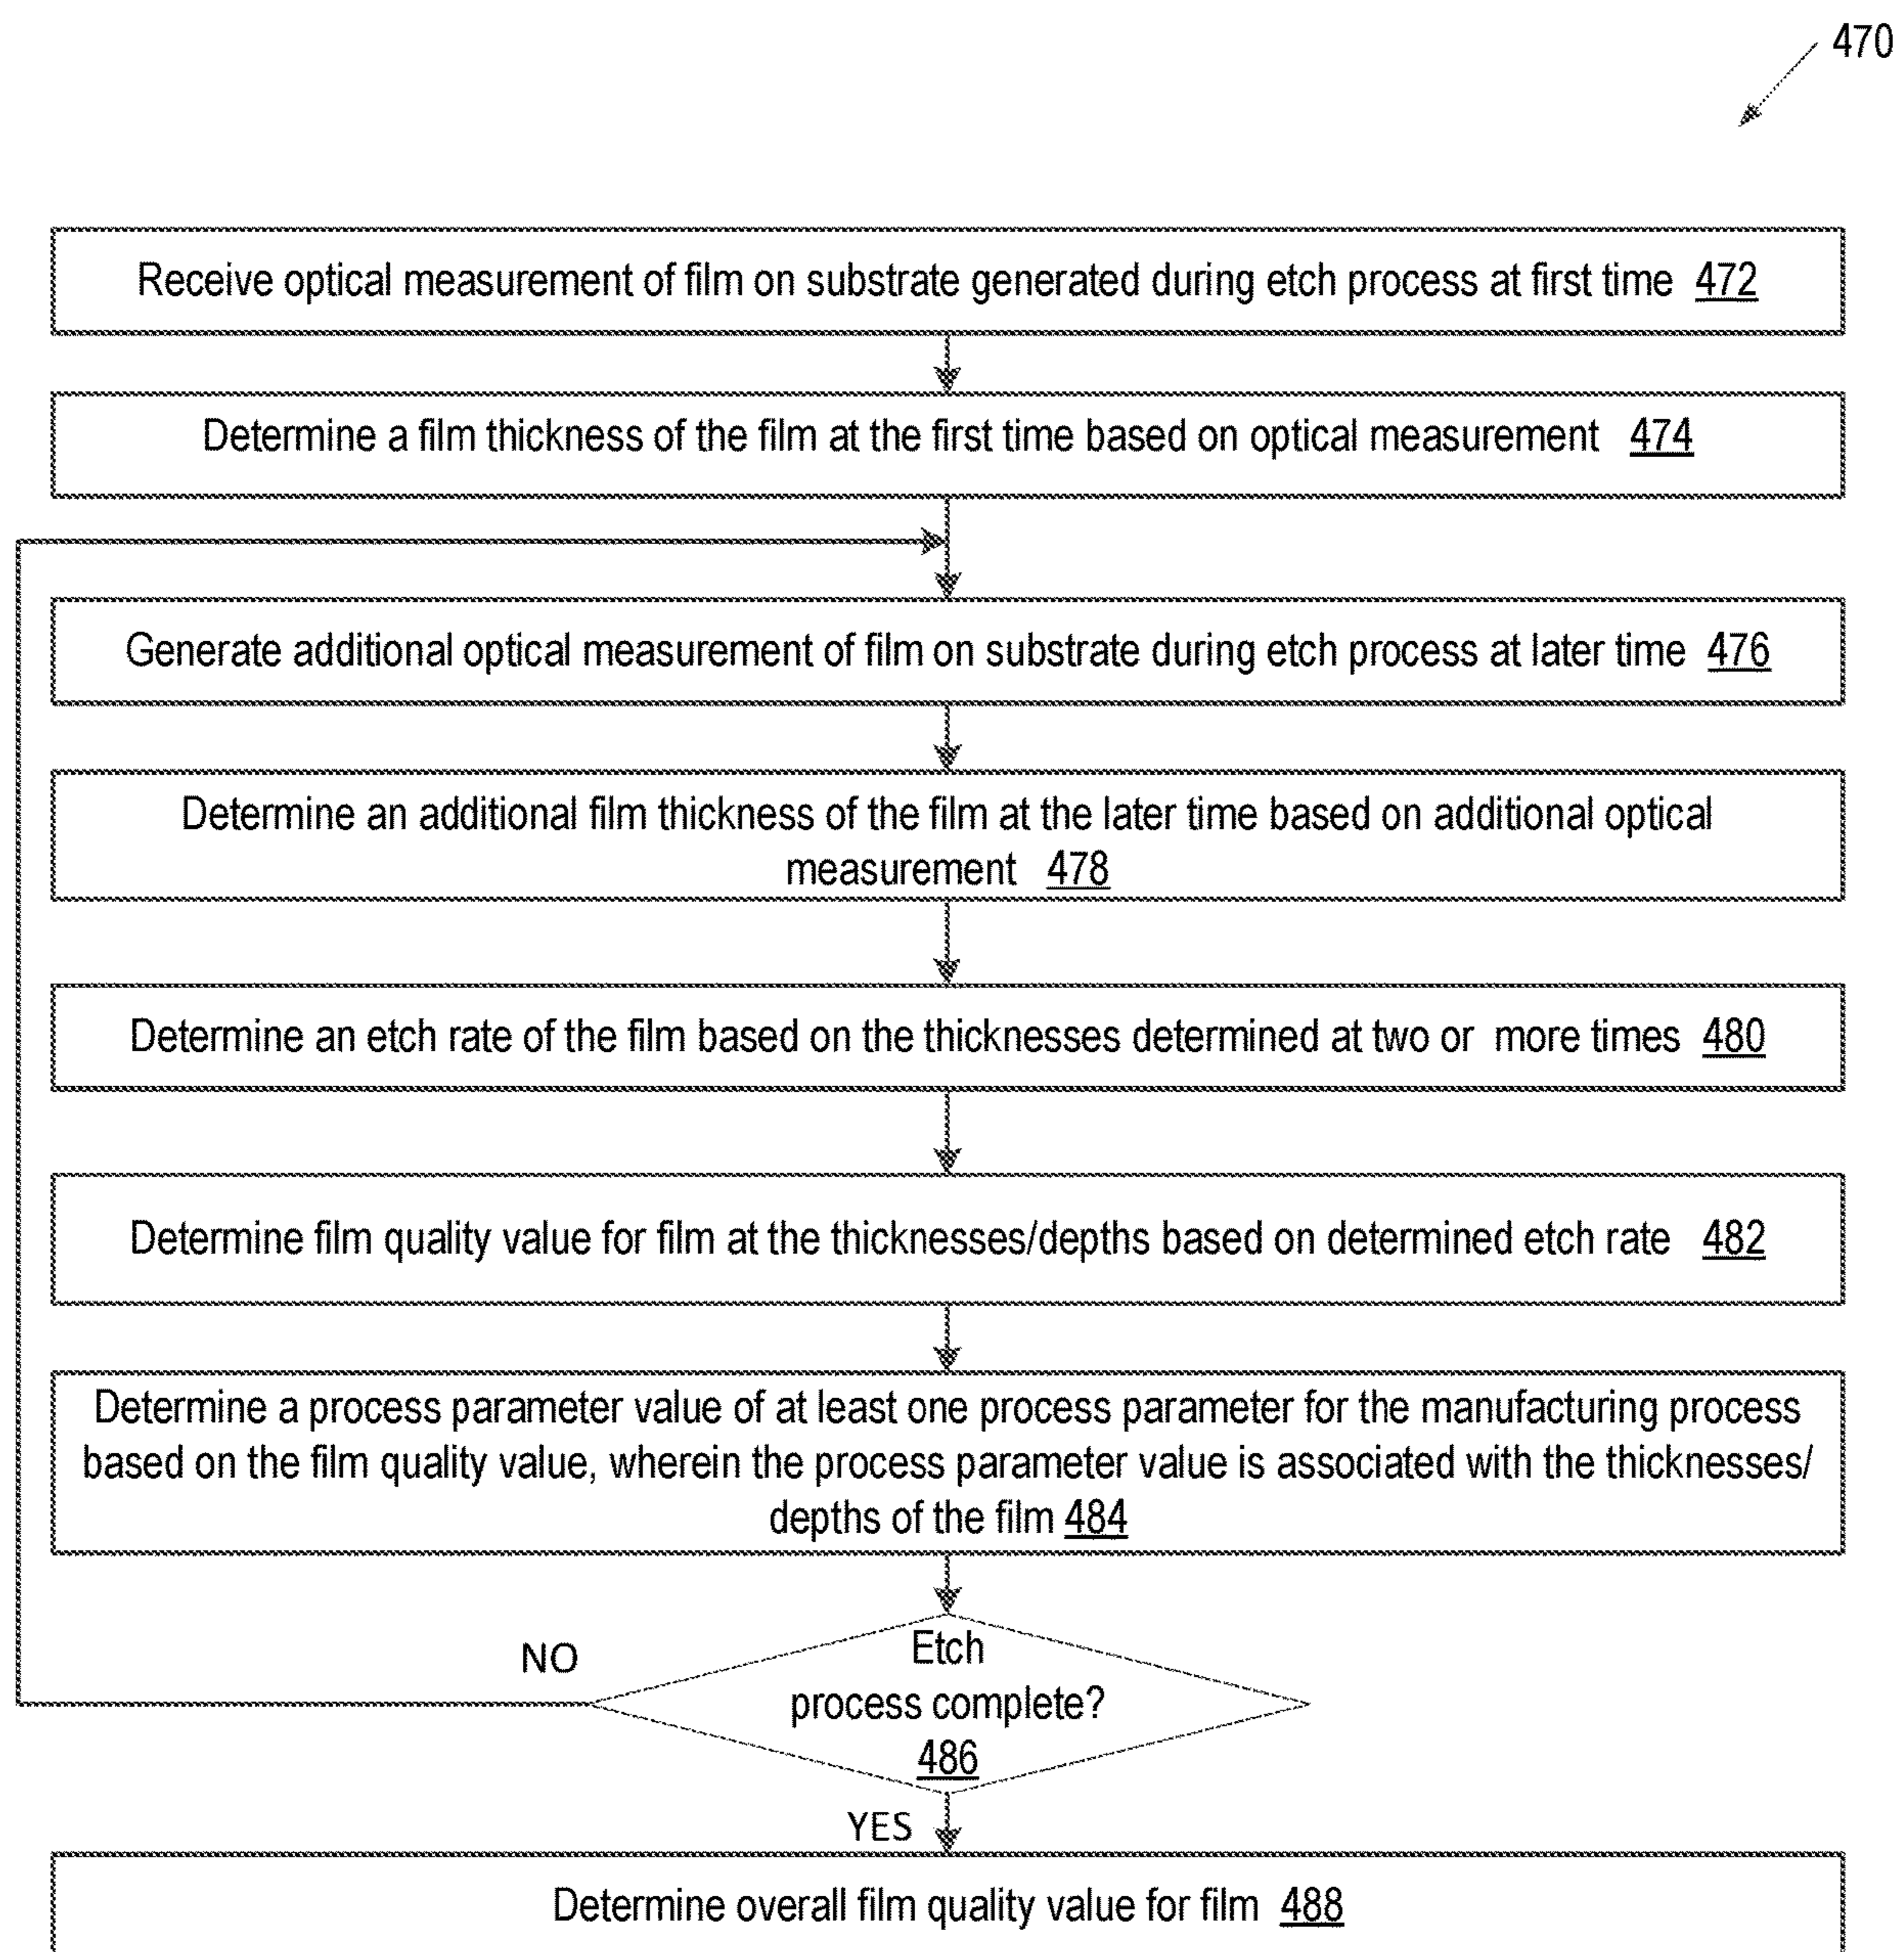 470
Receive optical measurement of film on substrate generated during etch process at first time 472
Determine a film thickness of the film at the first time based on optical measurement 474
Generate additional optical measurement of film on substrate during etch process at later time 476
Determine an additional film thickness of the film at the later time based on additional optical
measurement 478
Determine an etch rate of the film based on the thicknesses determined at two or more times 480
Determine film quality value for film at the thicknesses/depths based on determined etch rate 482
Determine a process parameter value of at least one process parameter for the manufacturing process
based on the film quality value, wherein the process parameter value is associated with the thicknesses/
depths of the film 484
NO
Etch
process complete?
486
YES
Determine overall film quality value for film 488